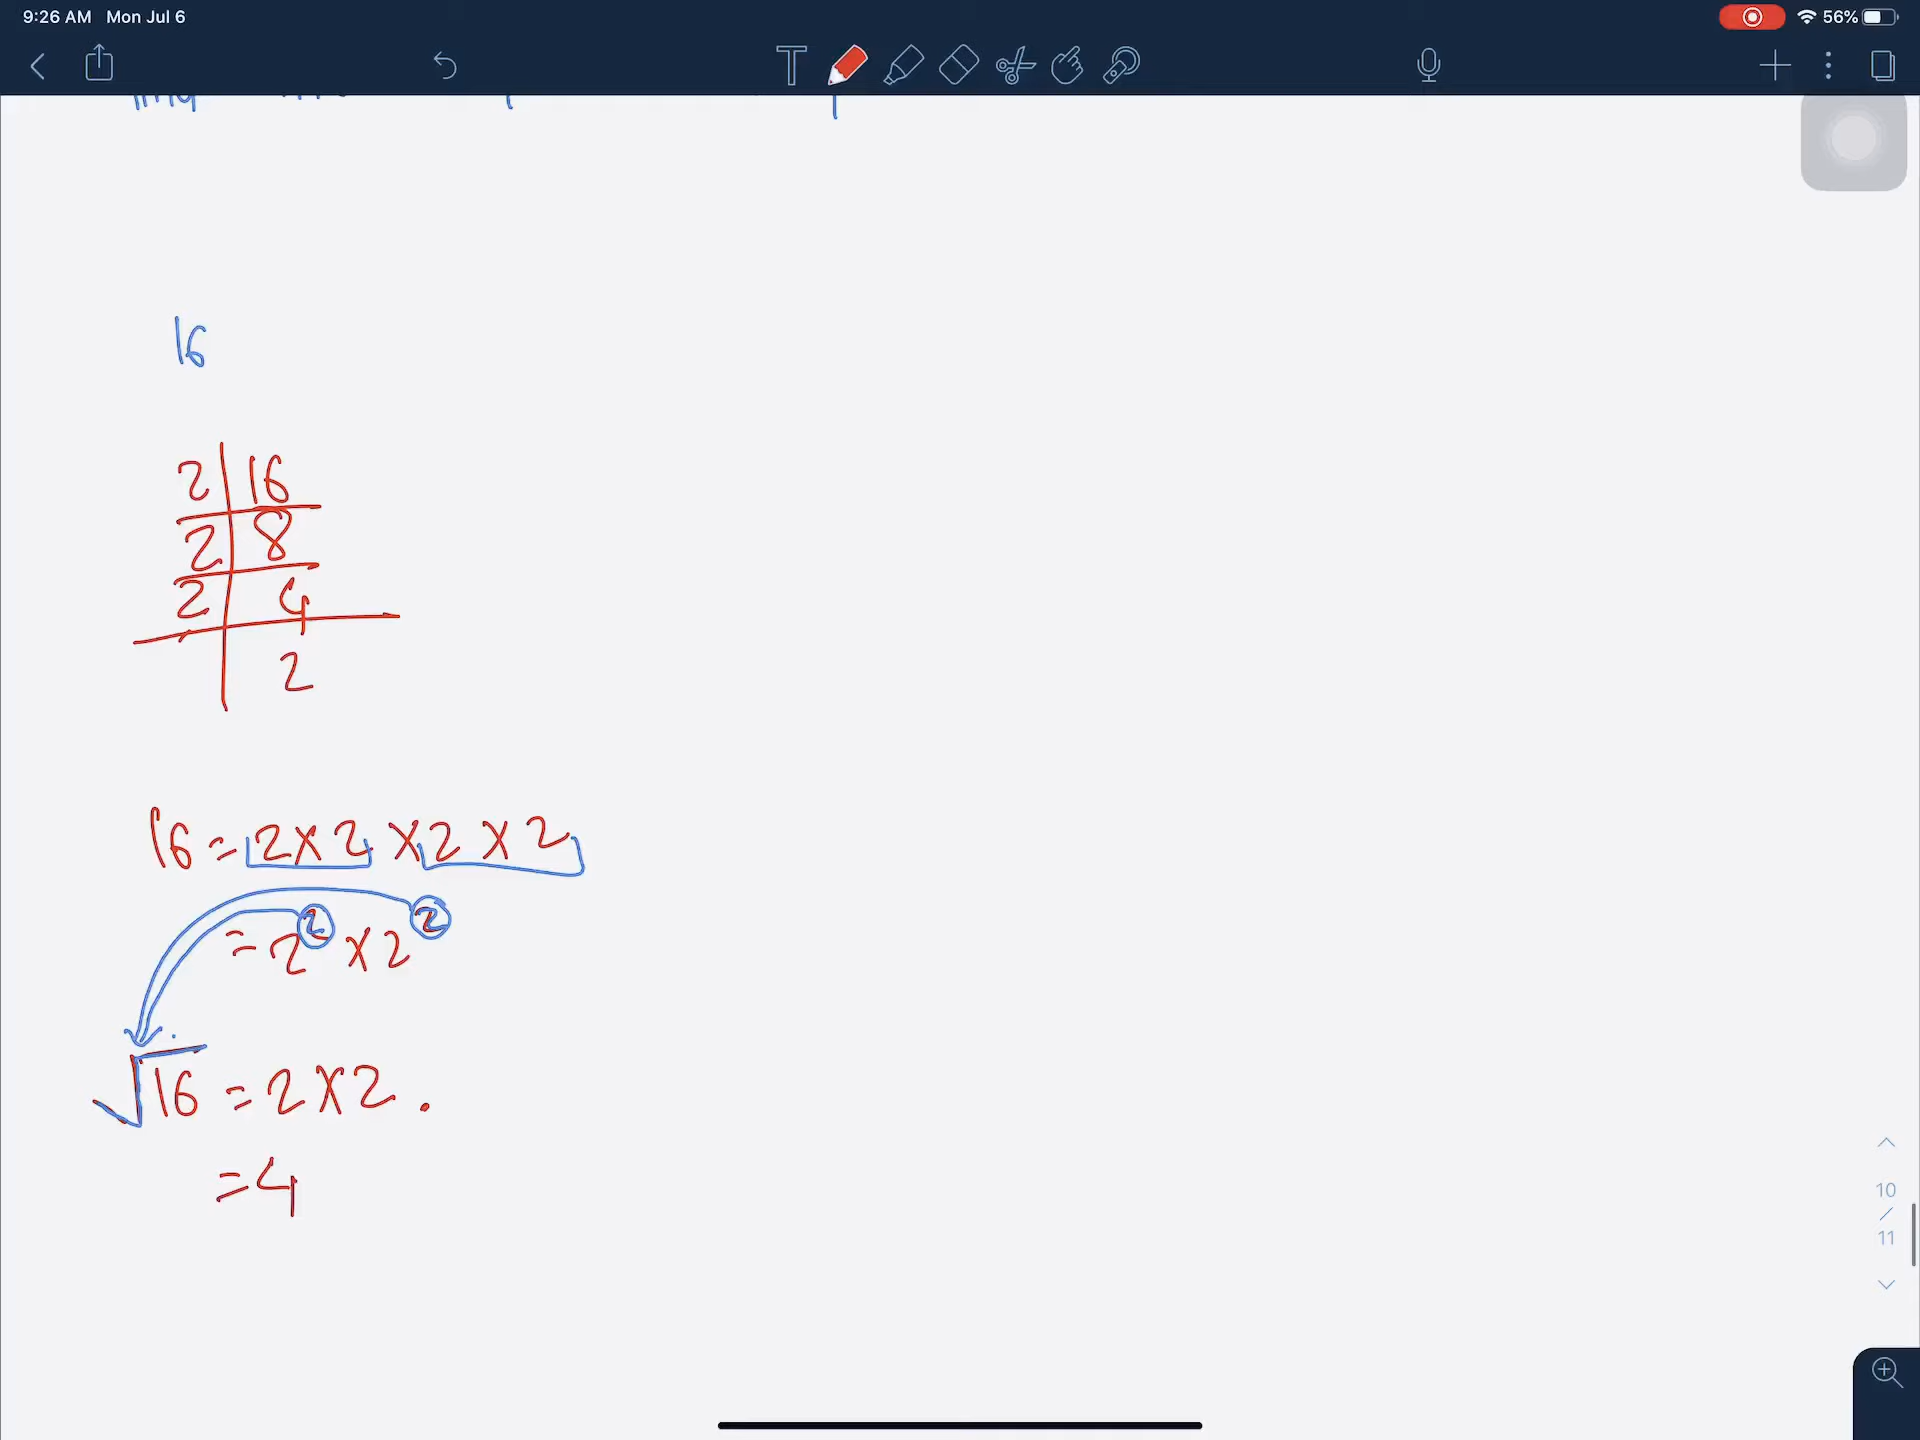 9:26 AM Mon Jul 6
56%
16
2 | 16
2 | 8
2 | 4
2
16 = 2 × 2 × 2 × 2
= 2² × 2²
√16 = 2 × 2 .
= 4
10
/
11